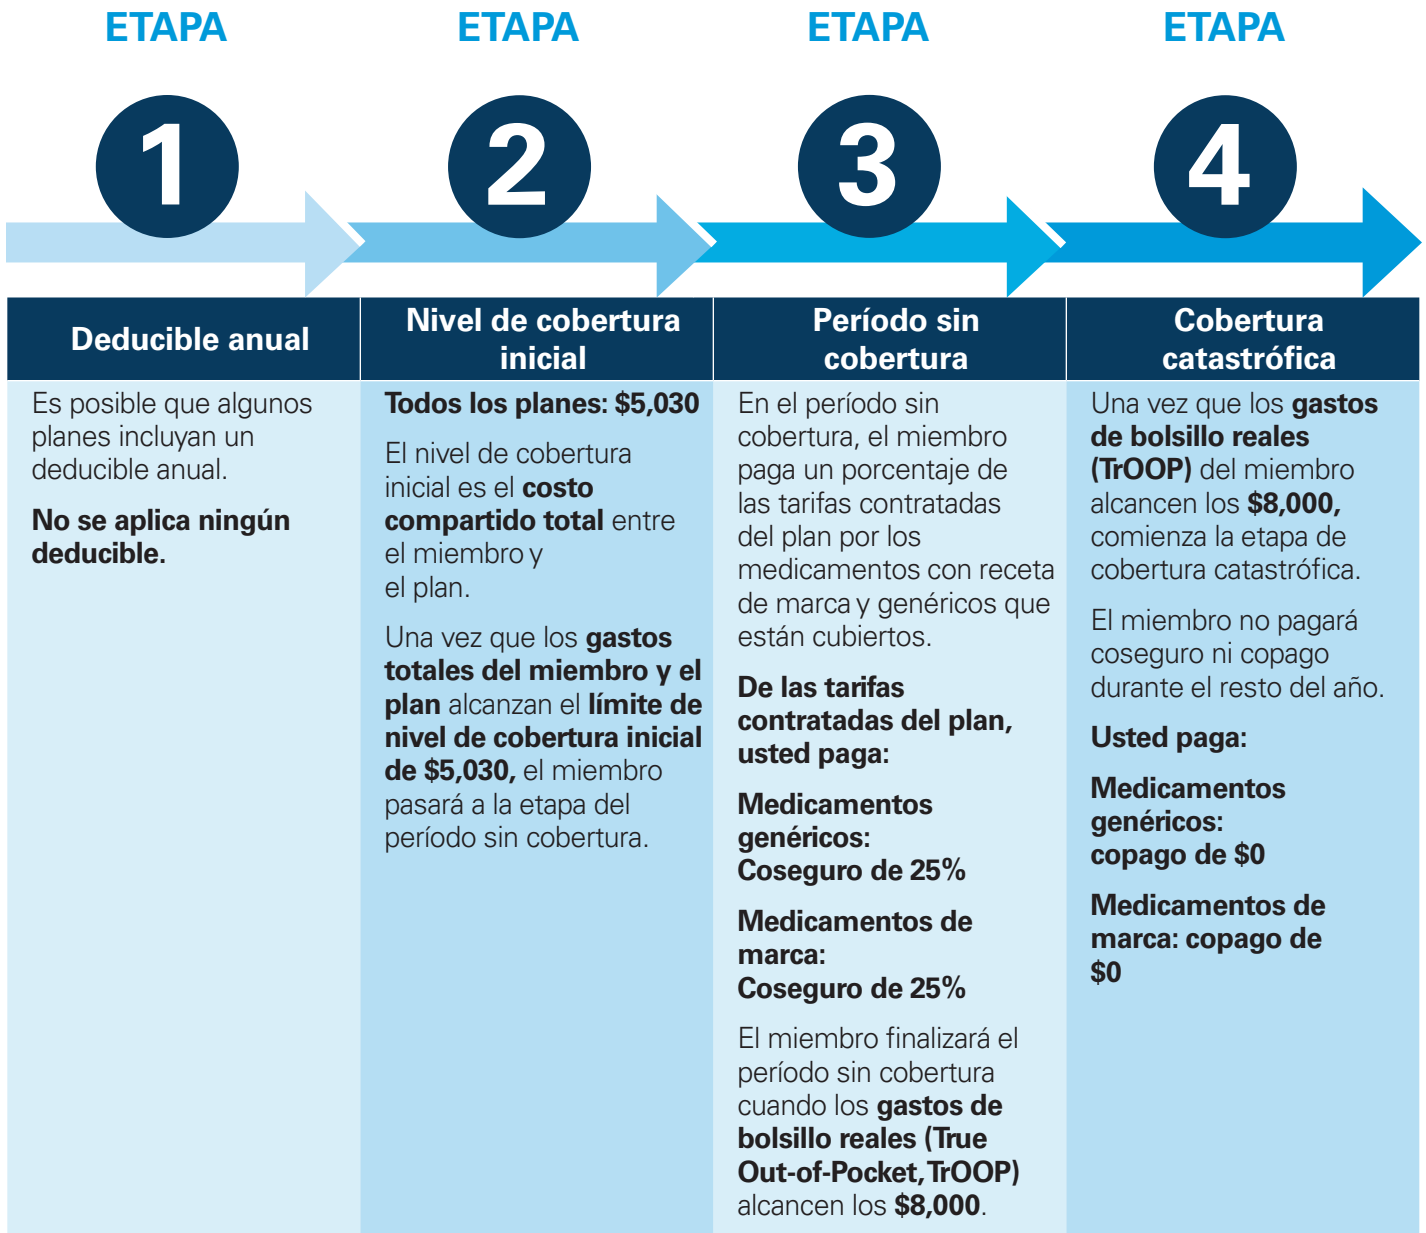 ETAPA
1
Deducible anual
Es posible que algunos
planes incluyan un
deducible anual.
No se aplica ningún
deducible.
ETAPA
2
Nivel de cobertura
inicial
Todos los planes: $5,030
El nivel de cobertura
inicial es el costo
compartido total entre
el miembro y
el plan.
Una vez que los gastos
totales del miembro y el
plan alcanzan el límite de
nivel de cobertura inicial
de $5,030, el miembro
pasará a la etapa del
período sin cobertura.
ETAPA
3
Período sin
cobertura
En el período sin
cobertura, el miembro
paga un porcentaje de
las tarifas contratadas
del plan por los
medicamentos con receta
de marca y genéricos que
están cubiertos.
De las tarifas
contratadas del plan,
usted paga:
Medicamentos
genéricos:
Coseguro de 25%
Medicamentos de
marca:
Coseguro de 25%
El miembro finalizará el
período sin cobertura
cuando los gastos de
bolsillo reales (True
Out-of-Pocket, TrOOP)
alcancen los $8,000.
ETAPA
4
Cobertura
catastrófica
Una vez que los gastos
de bolsillo reales
(TrOOP) del miembro
alcancen los $8,000,
comienza la etapa de
cobertura catastrófica.
El miembro no pagará
coseguro ni copago
durante el resto del año.
Usted paga:
Medicamentos
genéricos:
copago de $0
Medicamentos de
marca: copago de
$0